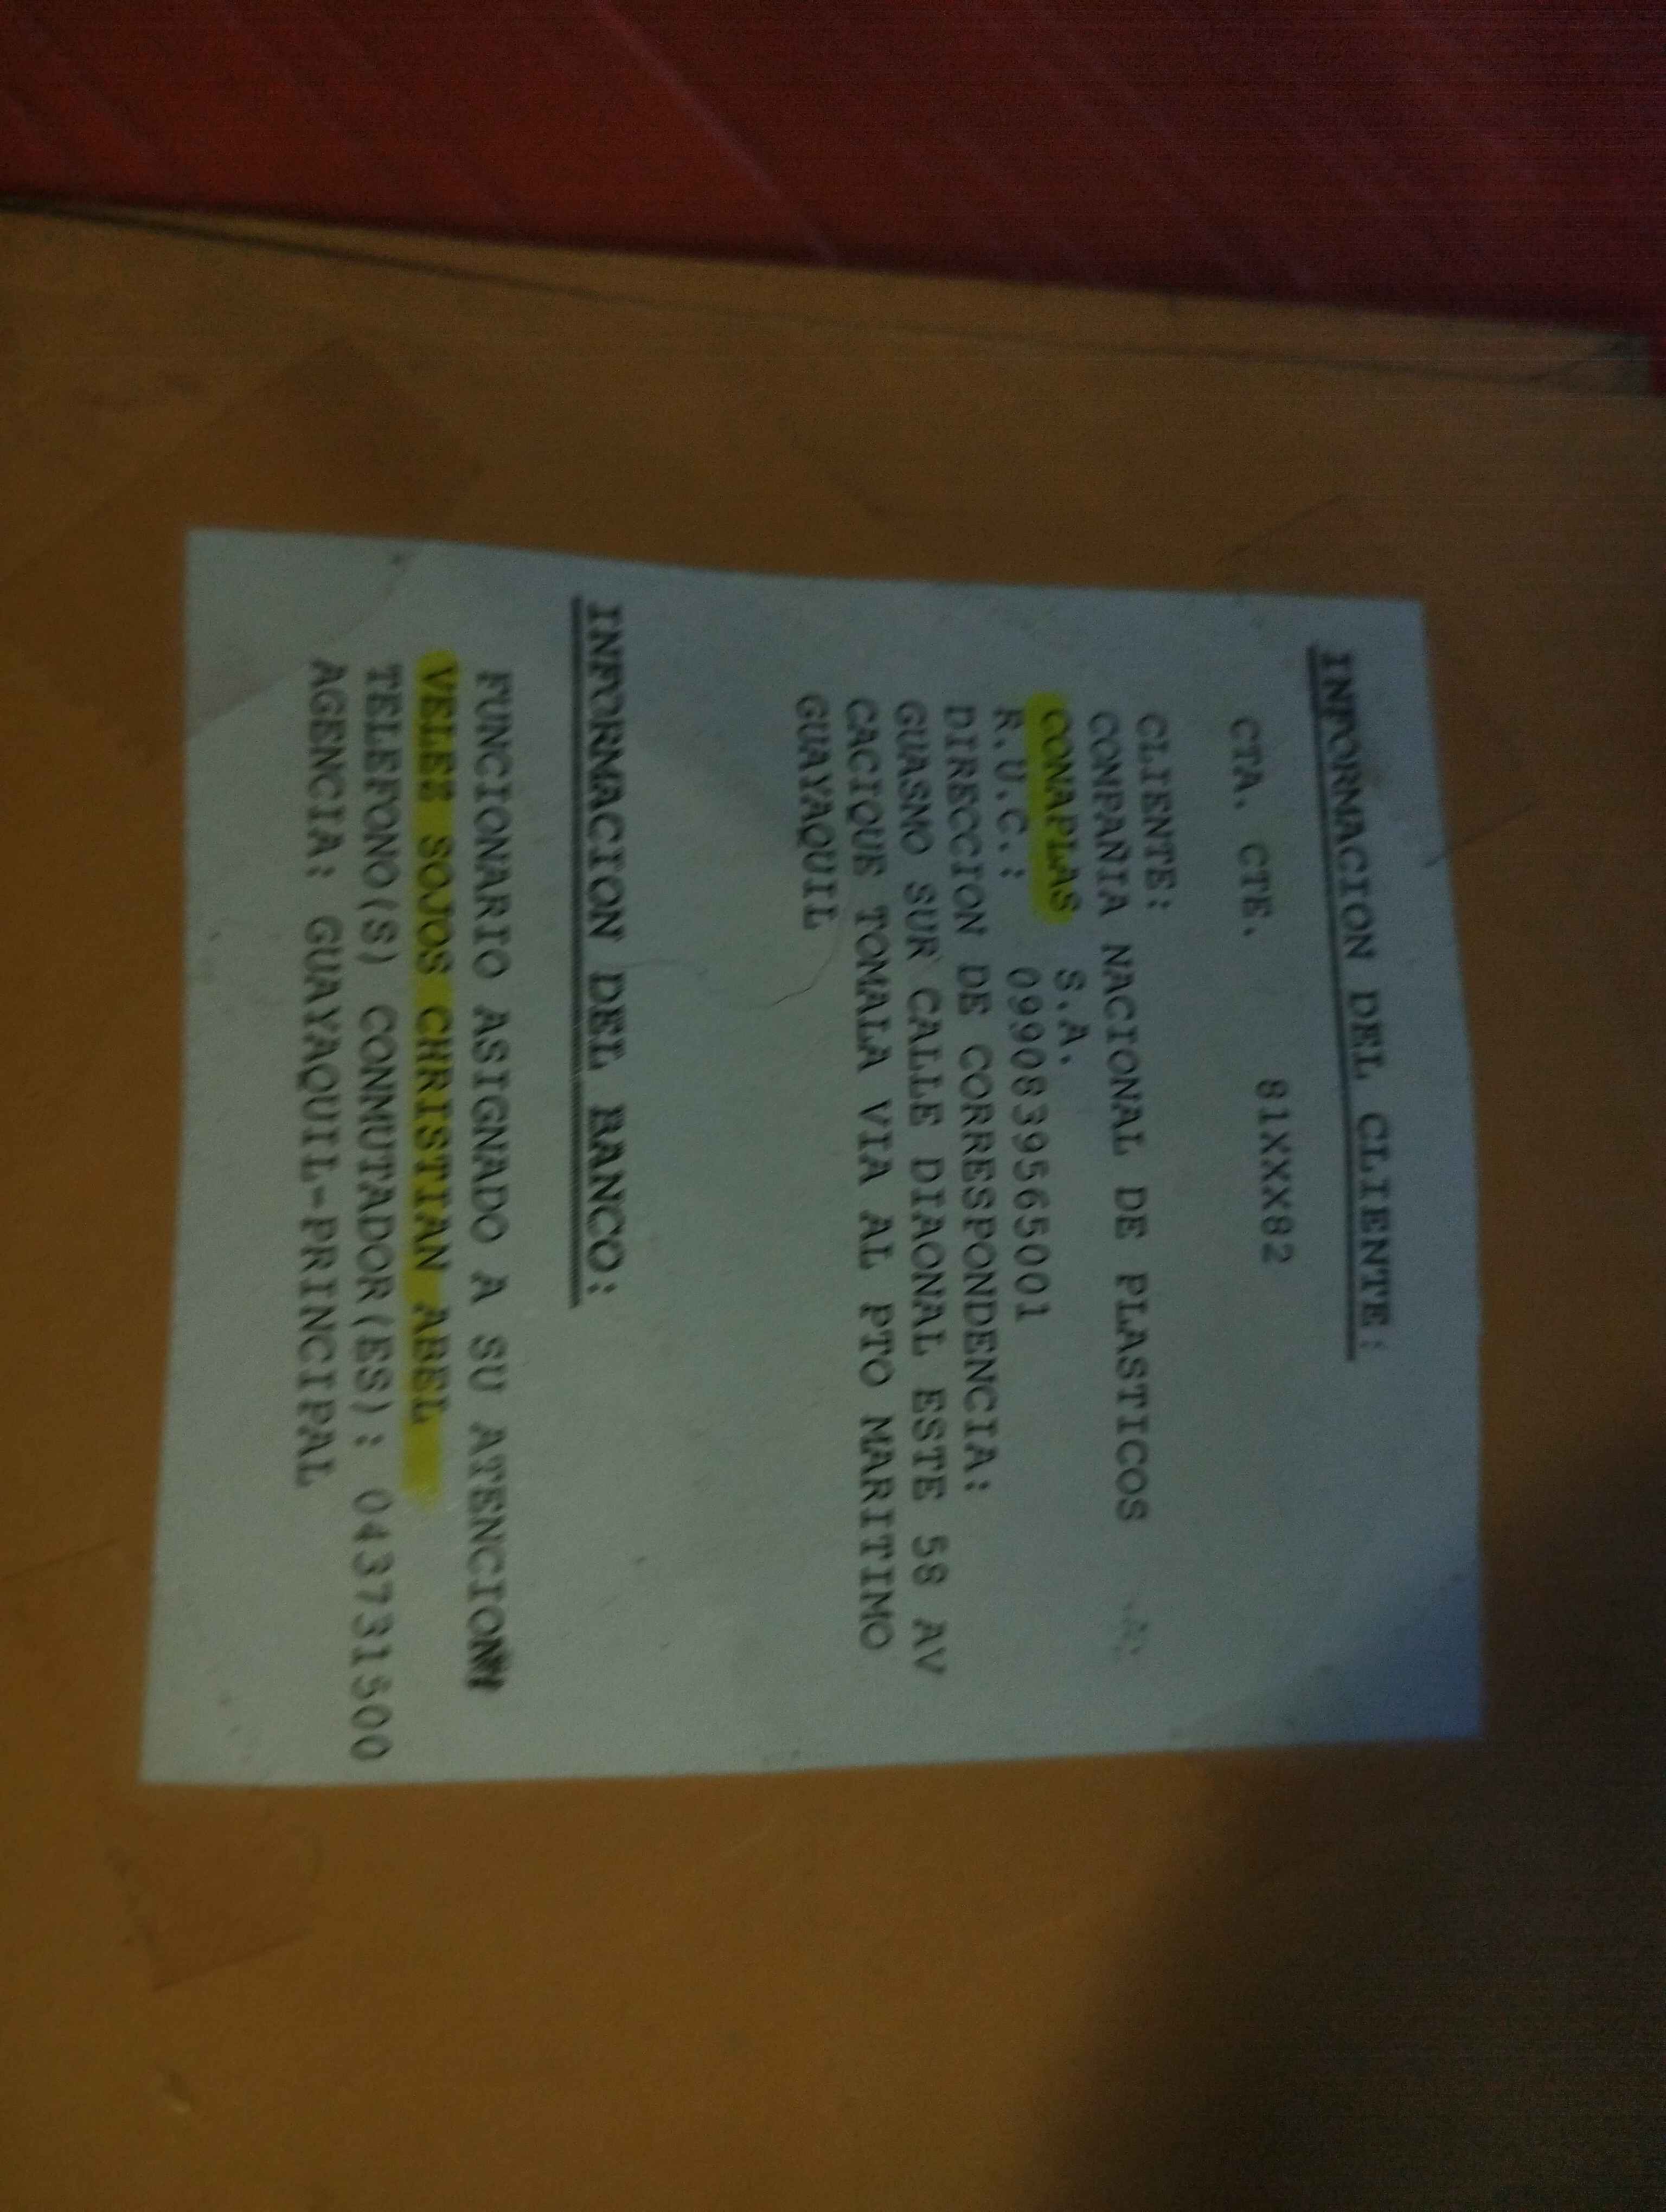 INFORMACION DEL CLIENTE:
CTA. CTE. 81XXX82
CLIENTE:
COMPAÑIA NACIONAL DE PLASTICOS
CONAPLAS S.A.
R.U.C.: 0990839565001
DIRECCION DE CORRESPONDENCIA:
GUASMO SUR CALLE DIAONAL ESTE 58 AV
CACIQUE TOMALA VIA AL PTO MARITIMO
GUAYAQUIL
INFORMACION DEL BANCO:
FUNCIONARIO ASIGNADO A SU ATENCION
VELEZ SOJOS CHRISTIAN ABEL
TELEFONO(S) CONMUTADOR(ES): 043731500
AGENCIA: GUAYAQUIL-PRINCIPAL